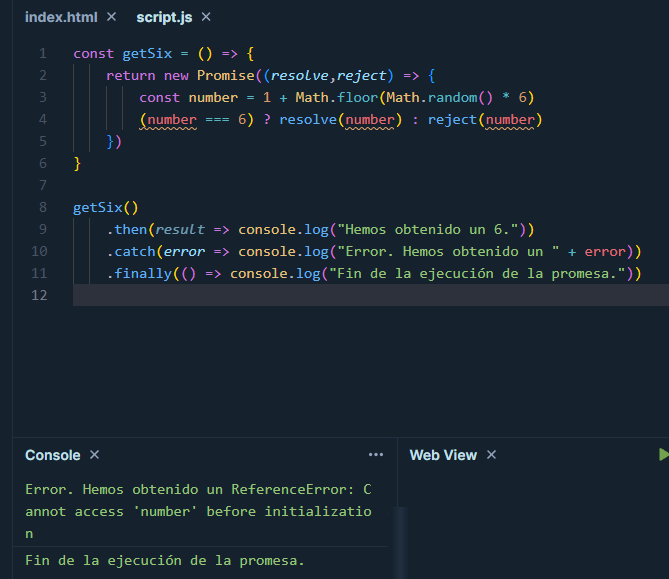 index.html ✕ script.js ✕
1 const getSix = () => {
2 return new Promise((resolve,reject) => {
3 const number = 1 + Math.floor(Math.random() * 6)
4 (number === 6) ? resolve(number) : reject(number)
5 })
6 }
7
8 getSix()
9 .then(result => console.log("Hemos obtenido un 6."))
10 .catch(error => console.log("Error. Hemos obtenido un " + error))
11 .finally(() => console.log("Fin de la ejecución de la promesa."))
12
Console ✕ ••• Web View ✕
Error. Hemos obtenido un ReferenceError: C
annot access 'number' before initializatio
n
Fin de la ejecución de la promesa.